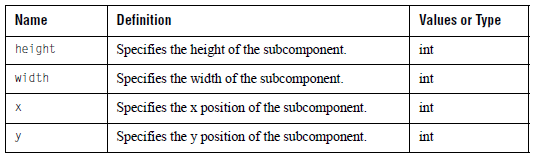 Name Definition Values or Type
height Specifies the height of the subcomponent. int
width Specifies the width of the subcomponent. int
x Specifies the x position of the subcomponent. int
y Specifies the y position of the subcomponent. int